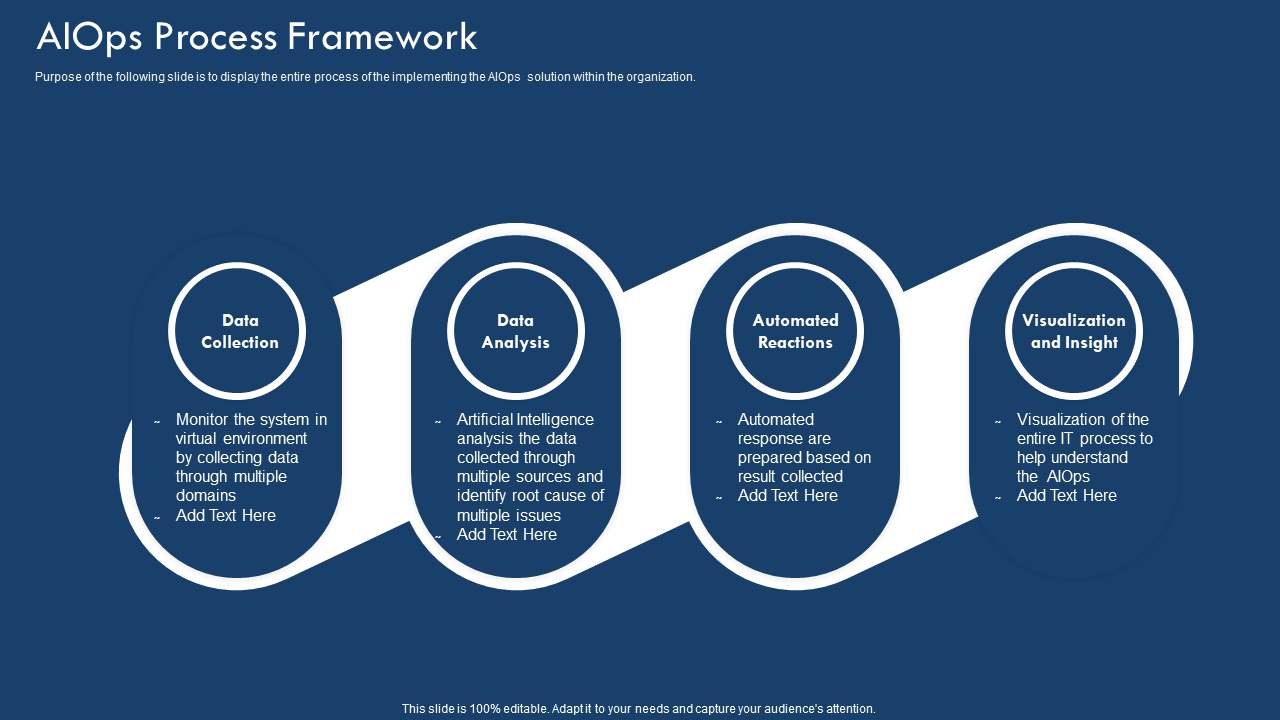 AIOps Process Framework
Purpose of the following slide is to display the entire process of the implementing the AIOps solution within the organization.
Data
Collection
~ Monitor the system in
virtual environment
by collecting data
through multiple
domains
~ Add Text Here
Data
Analysis
~ Artificial Intelligence
analysis the data
collected through
multiple sources and
identify root cause of
multiple issues
~ Add Text Here
Automated
Reactions
~ Automated
response are
prepared based on
result collected
~ Add Text Here
Visualization
and Insight
~ Visualization of the
entire IT process to
help understand
the AIOps
~ Add Text Here
This slide is 100% editable. Adapt it to your needs and capture your audience's attention.